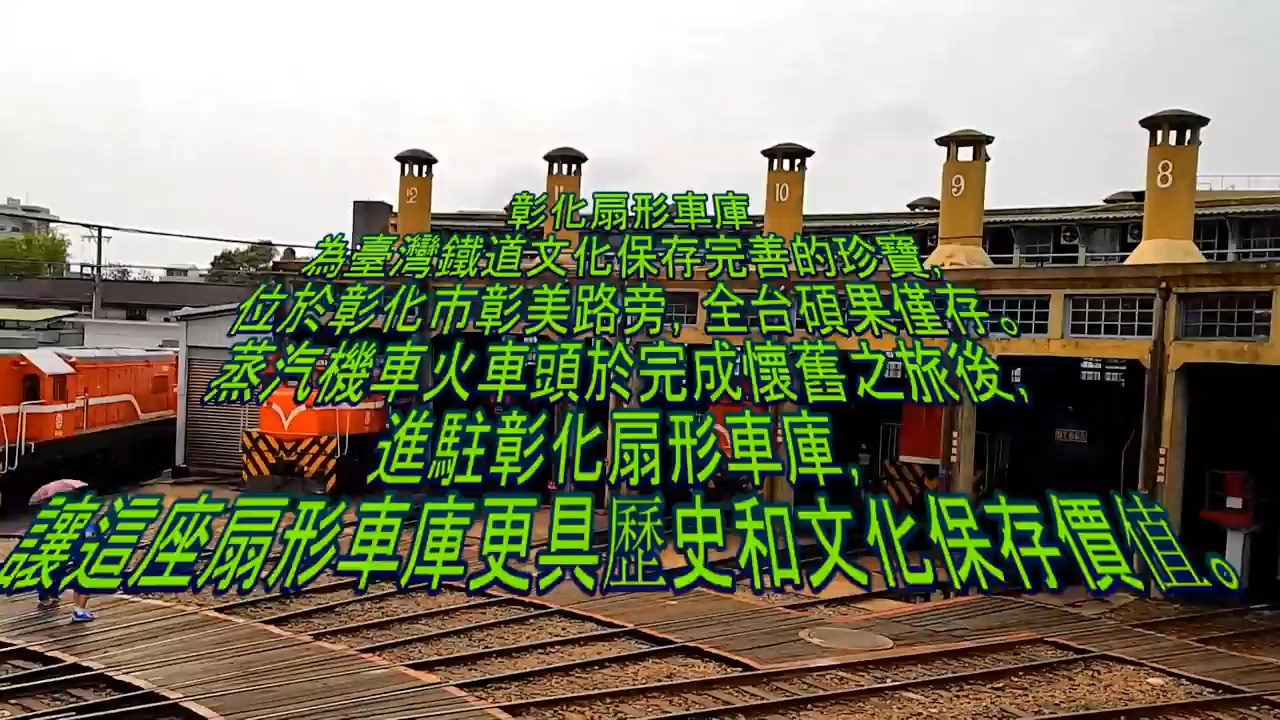 12
11
10
9
8
彰化扇形車庫
為臺灣鐵道文化保存完善的珍寶,
位於彰化市彰美路旁, 全台碩果僅存。
蒸汽機車火車頭於完成懷舊之旅後,
進駐彰化扇形車庫,
讓這座扇形車庫更具歷史和文化保存價值。